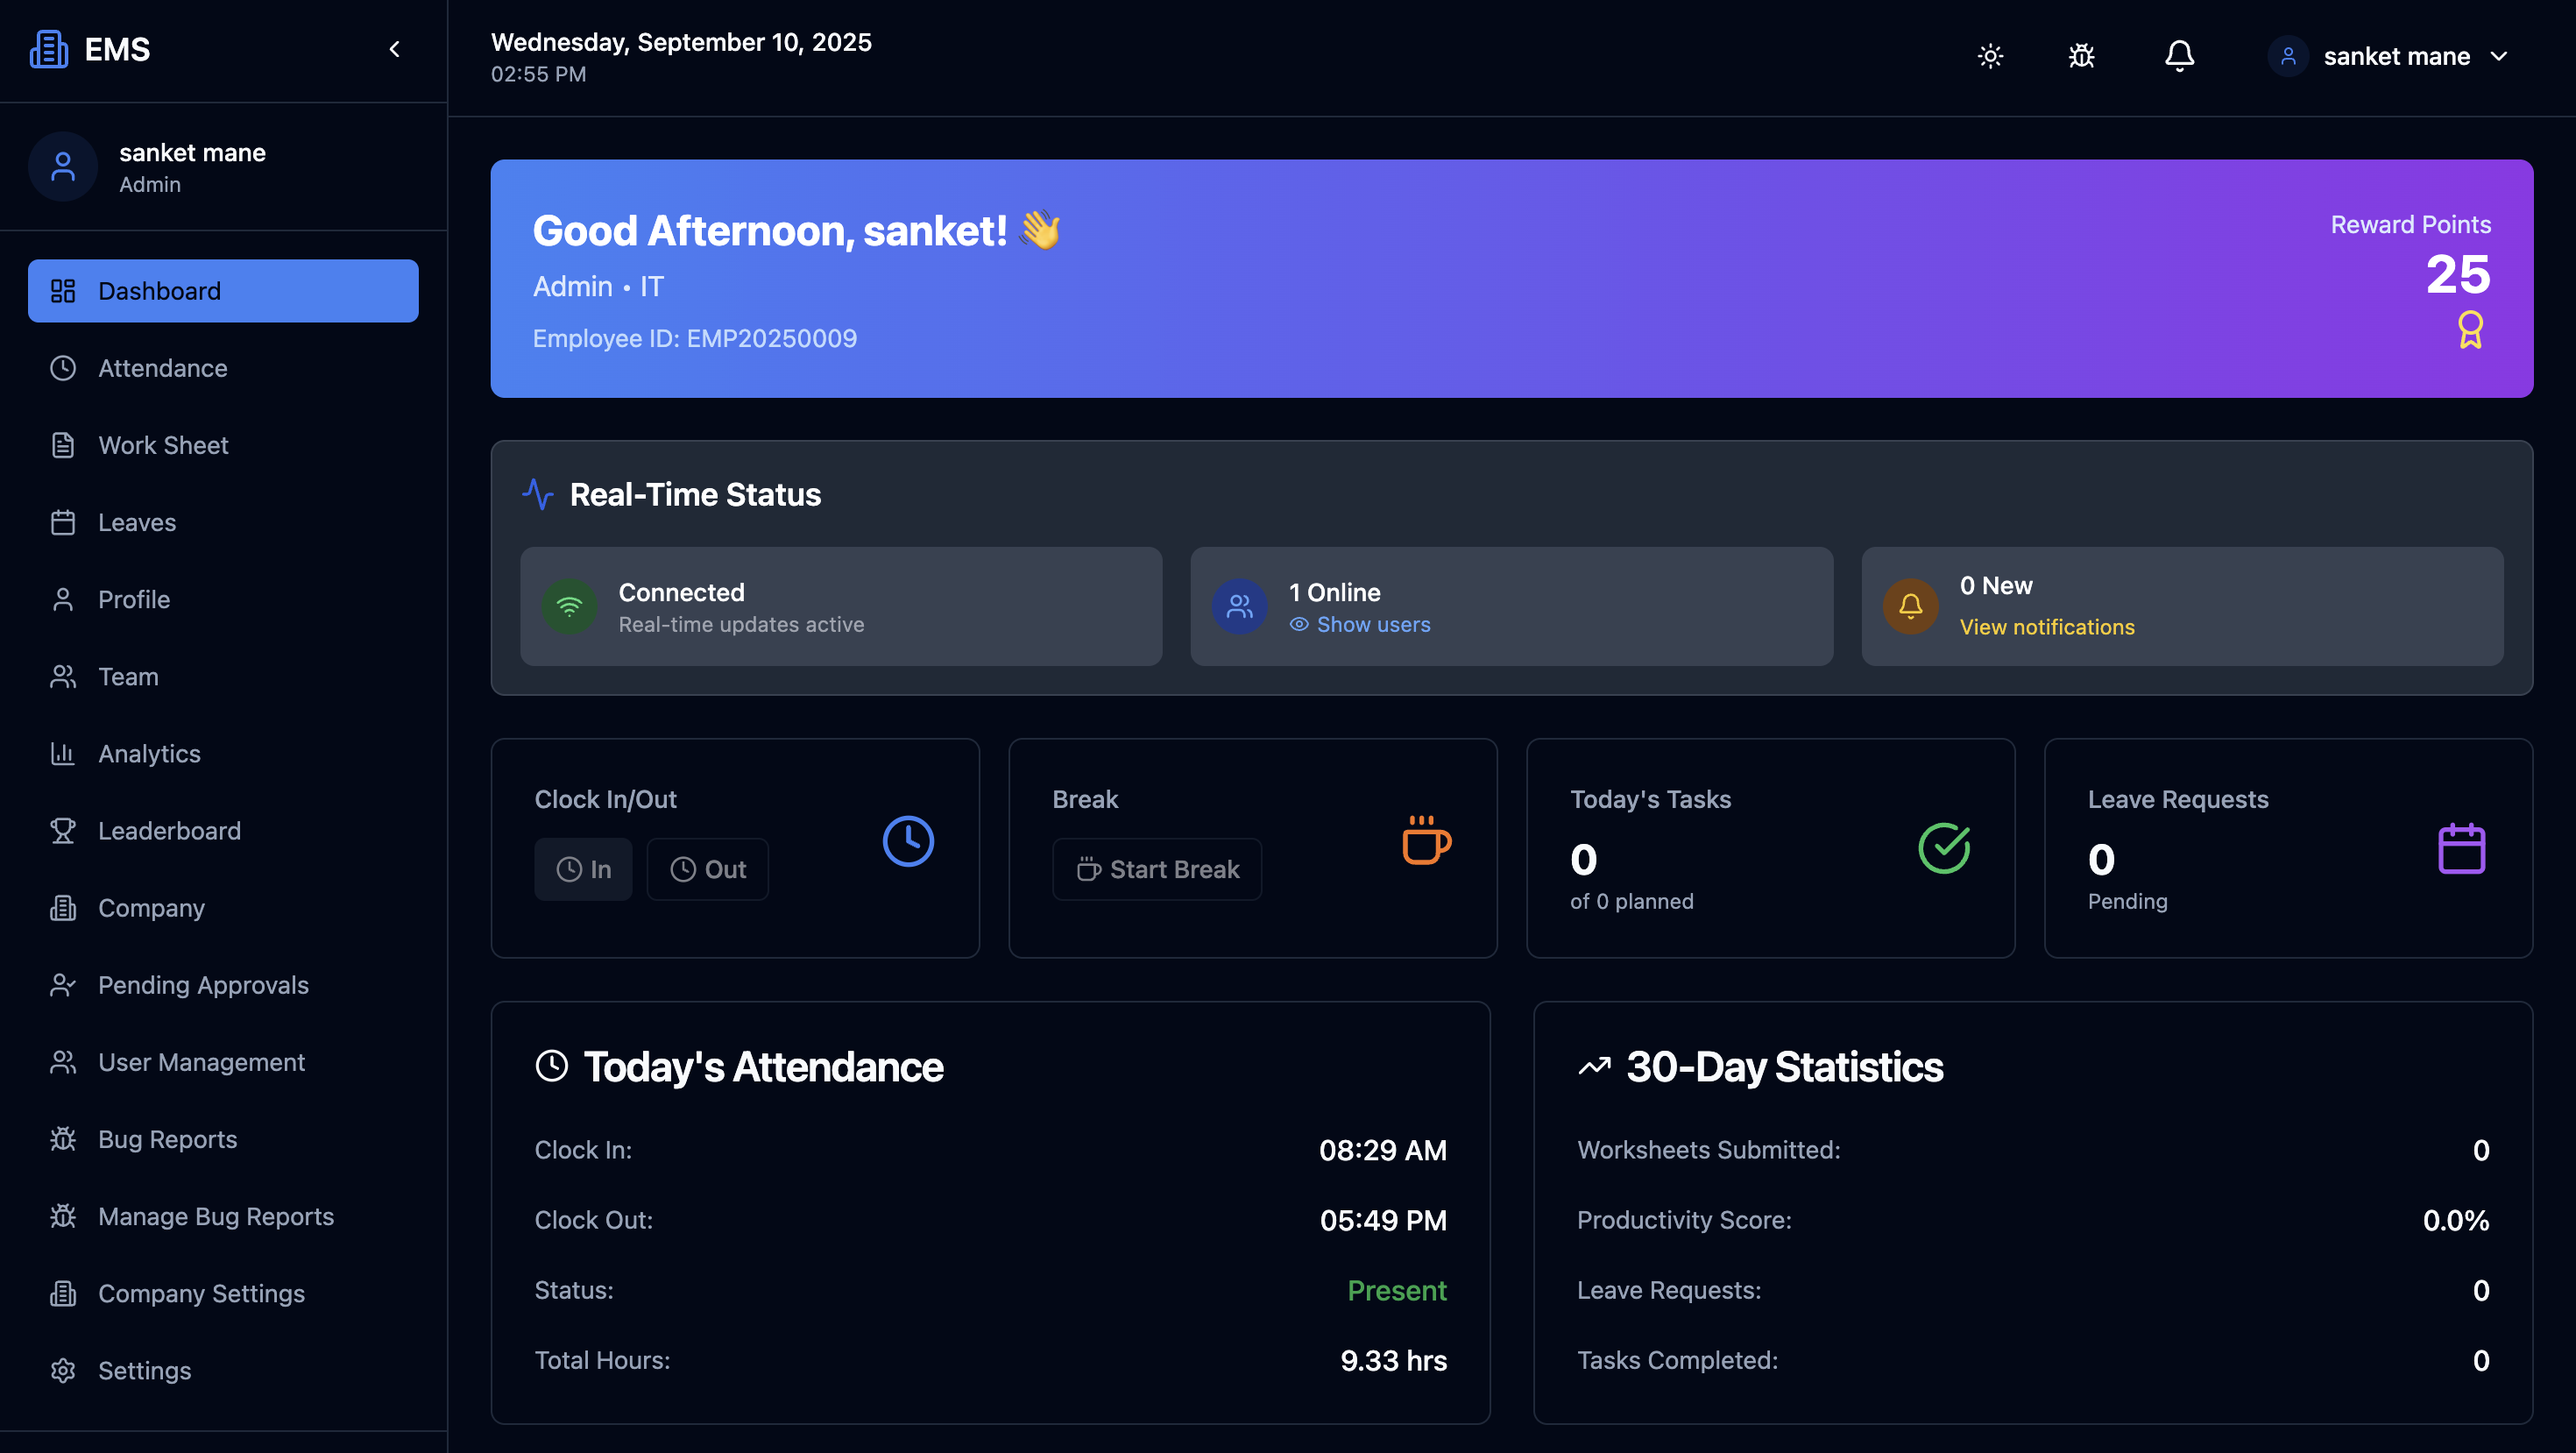 EMS
sanket mane
Admin
Dashboard
Attendance
Work Sheet
Leaves
Profile
Team
Analytics
Leaderboard
Company
Pending Approvals
User Management
Bug Reports
Manage Bug Reports
Company Settings
Settings
Wednesday, September 10, 2025
02:55 PM
sanket mane
Good Afternoon, sanket! 👋
Admin • IT
Employee ID: EMP20250009
Reward Points
25
Real-Time Status
Connected
Real-time updates active
1 Online
Show users
0 New
View notifications
Clock In/Out
In Out
Break
Start Break
Today's Tasks
0
of 0 planned
Leave Requests
0
Pending
Today's Attendance
Clock In: 08:29 AM
Clock Out: 05:49 PM
Status: Present
Total Hours: 9.33 hrs
30-Day Statistics
Worksheets Submitted: 0
Productivity Score: 0.0%
Leave Requests: 0
Tasks Completed: 0